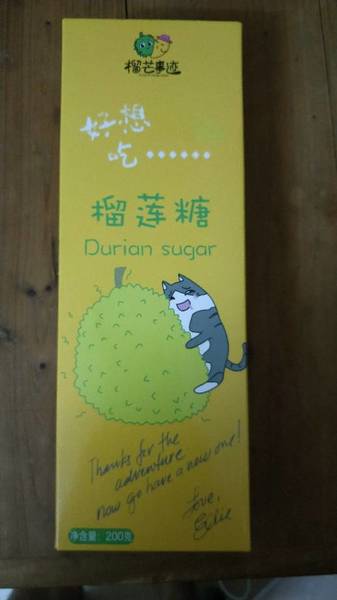 榴芒事迹
好想
吃······
榴莲糖
Durian sugar
Thanks for the
adventure
now go have a new one!
Love,
Ellie
净含量:200克